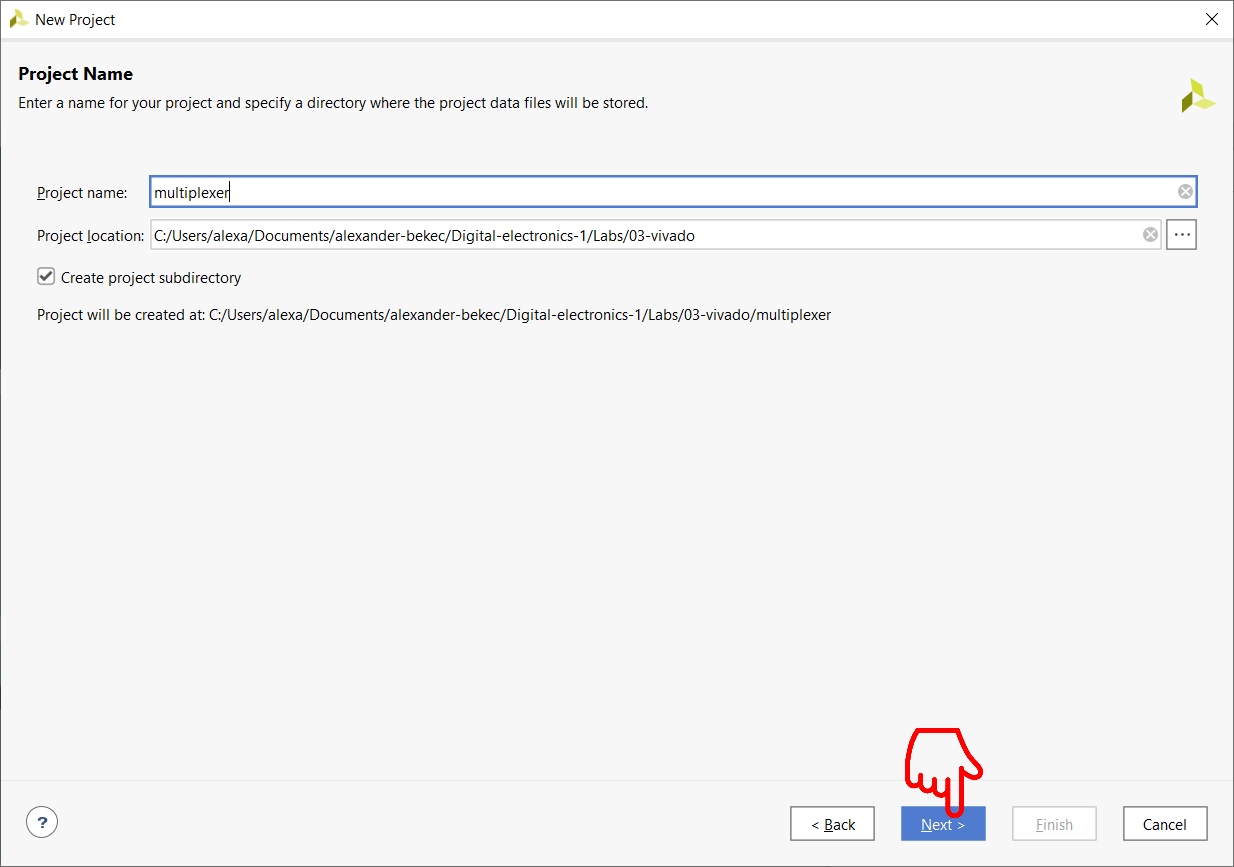 New Project
Project Name
Enter a name for your project and specify a directory where the project data files will be stored.
Project name: multiplexer
Project location: C:/Users/alexa/Documents/alexander-bekec/Digital-electronics-1/Labs/03-vivado ...
Create project subdirectory
Project will be created at: C:/Users/alexa/Documents/alexander-bekec/Digital-electronics-1/Labs/03-vivado/multiplexer
? < Back Next > Finish Cancel